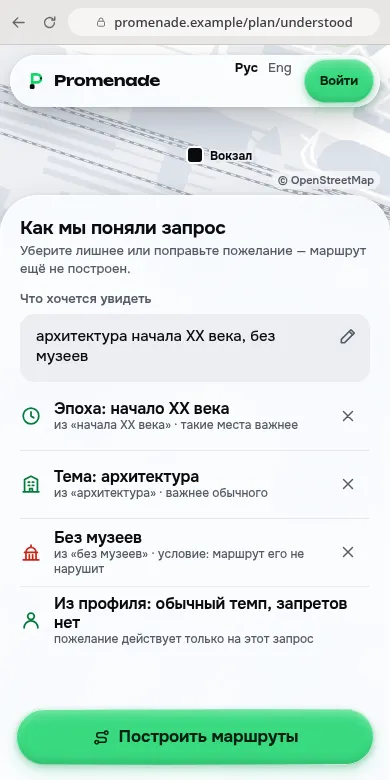 promenade.example/plan/understood
Promenade
Рус Eng
Войти
Вокзал
© OpenStreetMap
Как мы поняли запрос
Уберите лишнее или поправьте пожелание — маршрут
ещё не построен.
Что хочется увидеть
архитектура начала XX века, без
музеев
Эпоха: начало XX века
из «начала XX века» · такие места важнее
Тема: архитектура
из «архитектура» · важнее обычного
Без музеев
из «без музеев» · условие: маршрут его не
нарушит
Из профиля: обычный темп, запретов
нет
пожелание действует только на этот запрос
Построить маршруты